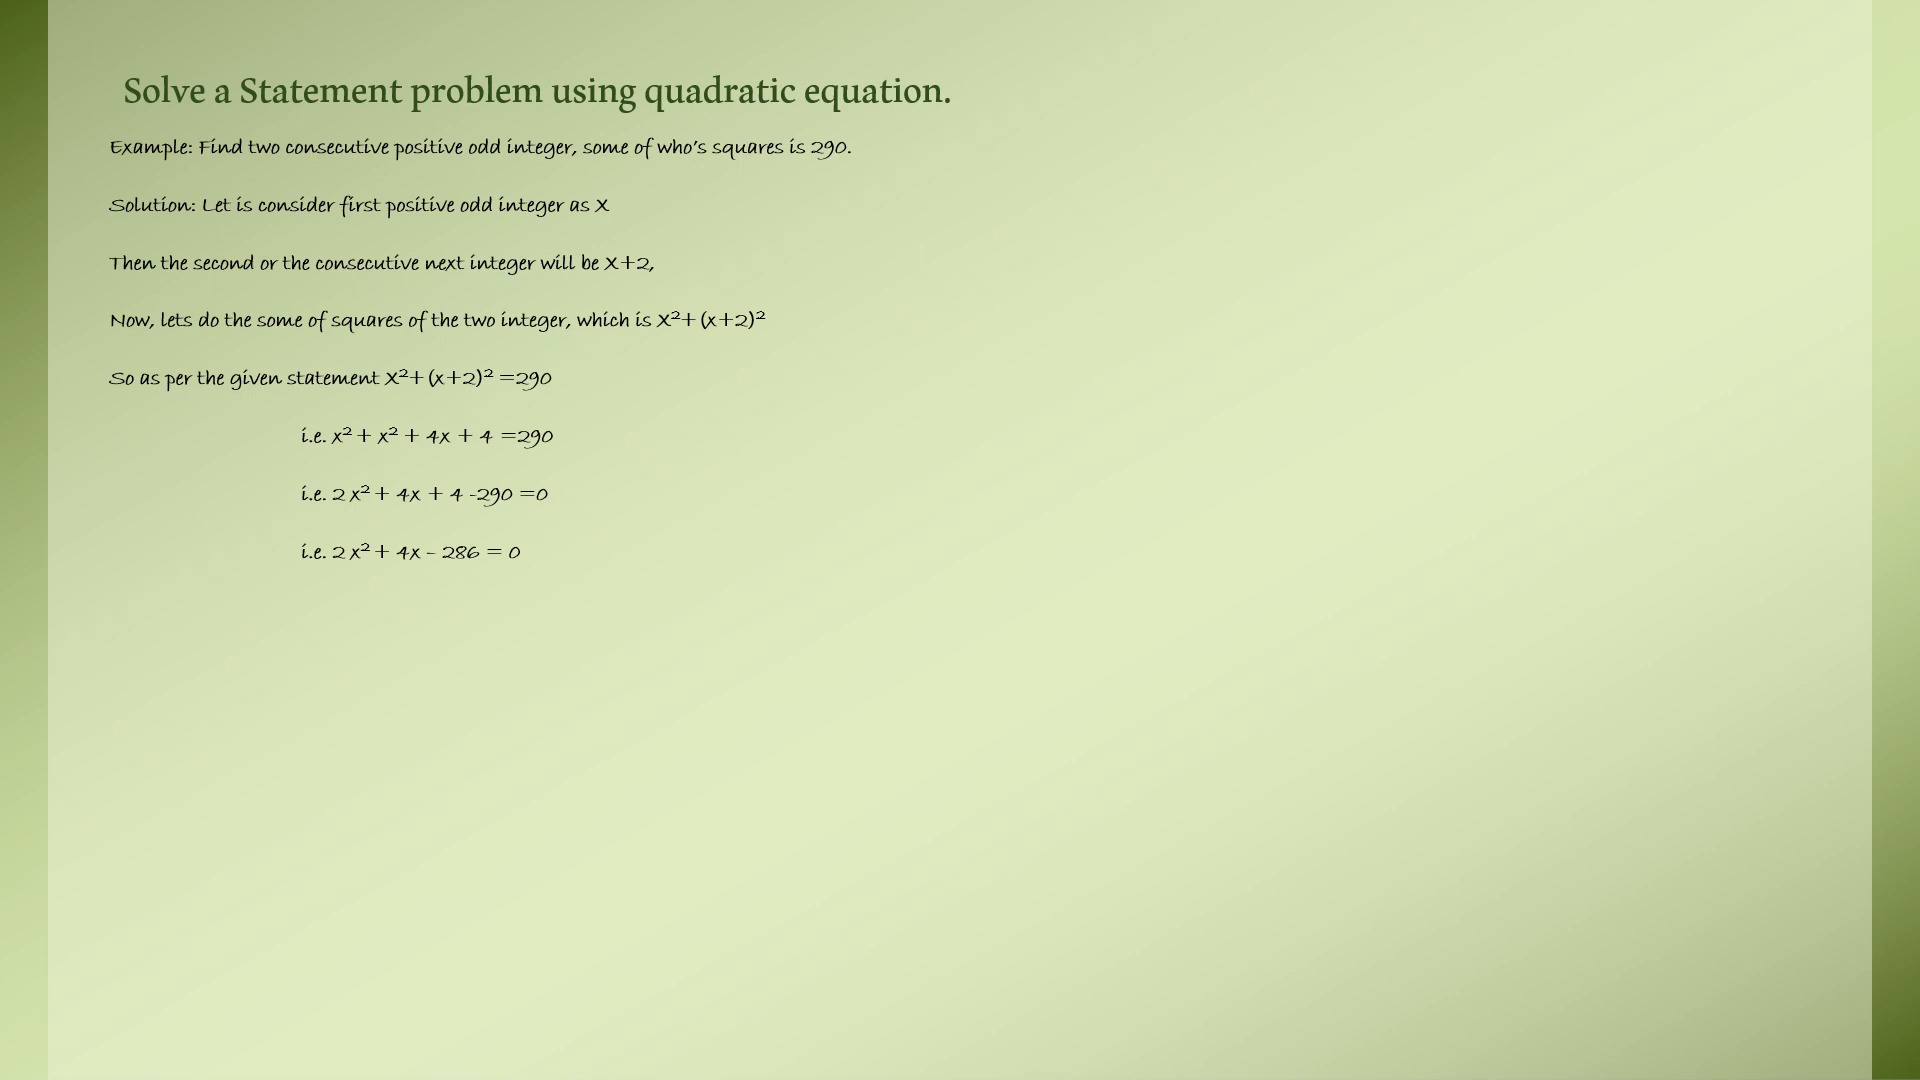 Solve a Statement problem using quadratic equation.
Example: Find two consecutive positive odd integer, some of who's squares is 290.
Solution: Let is consider first positive odd integer as X
Then the second or the consecutive next integer will be X+2,
Now, lets do the some of squares of the two integer, which is X²+ (x+2)²
So as per the given statement X²+ (x+2)² =290
i.e. x² + x² + 4x + 4 =290
i.e. 2 x² + 4x + 4 -290 =0
i.e. 2 x² + 4x – 286 = 0